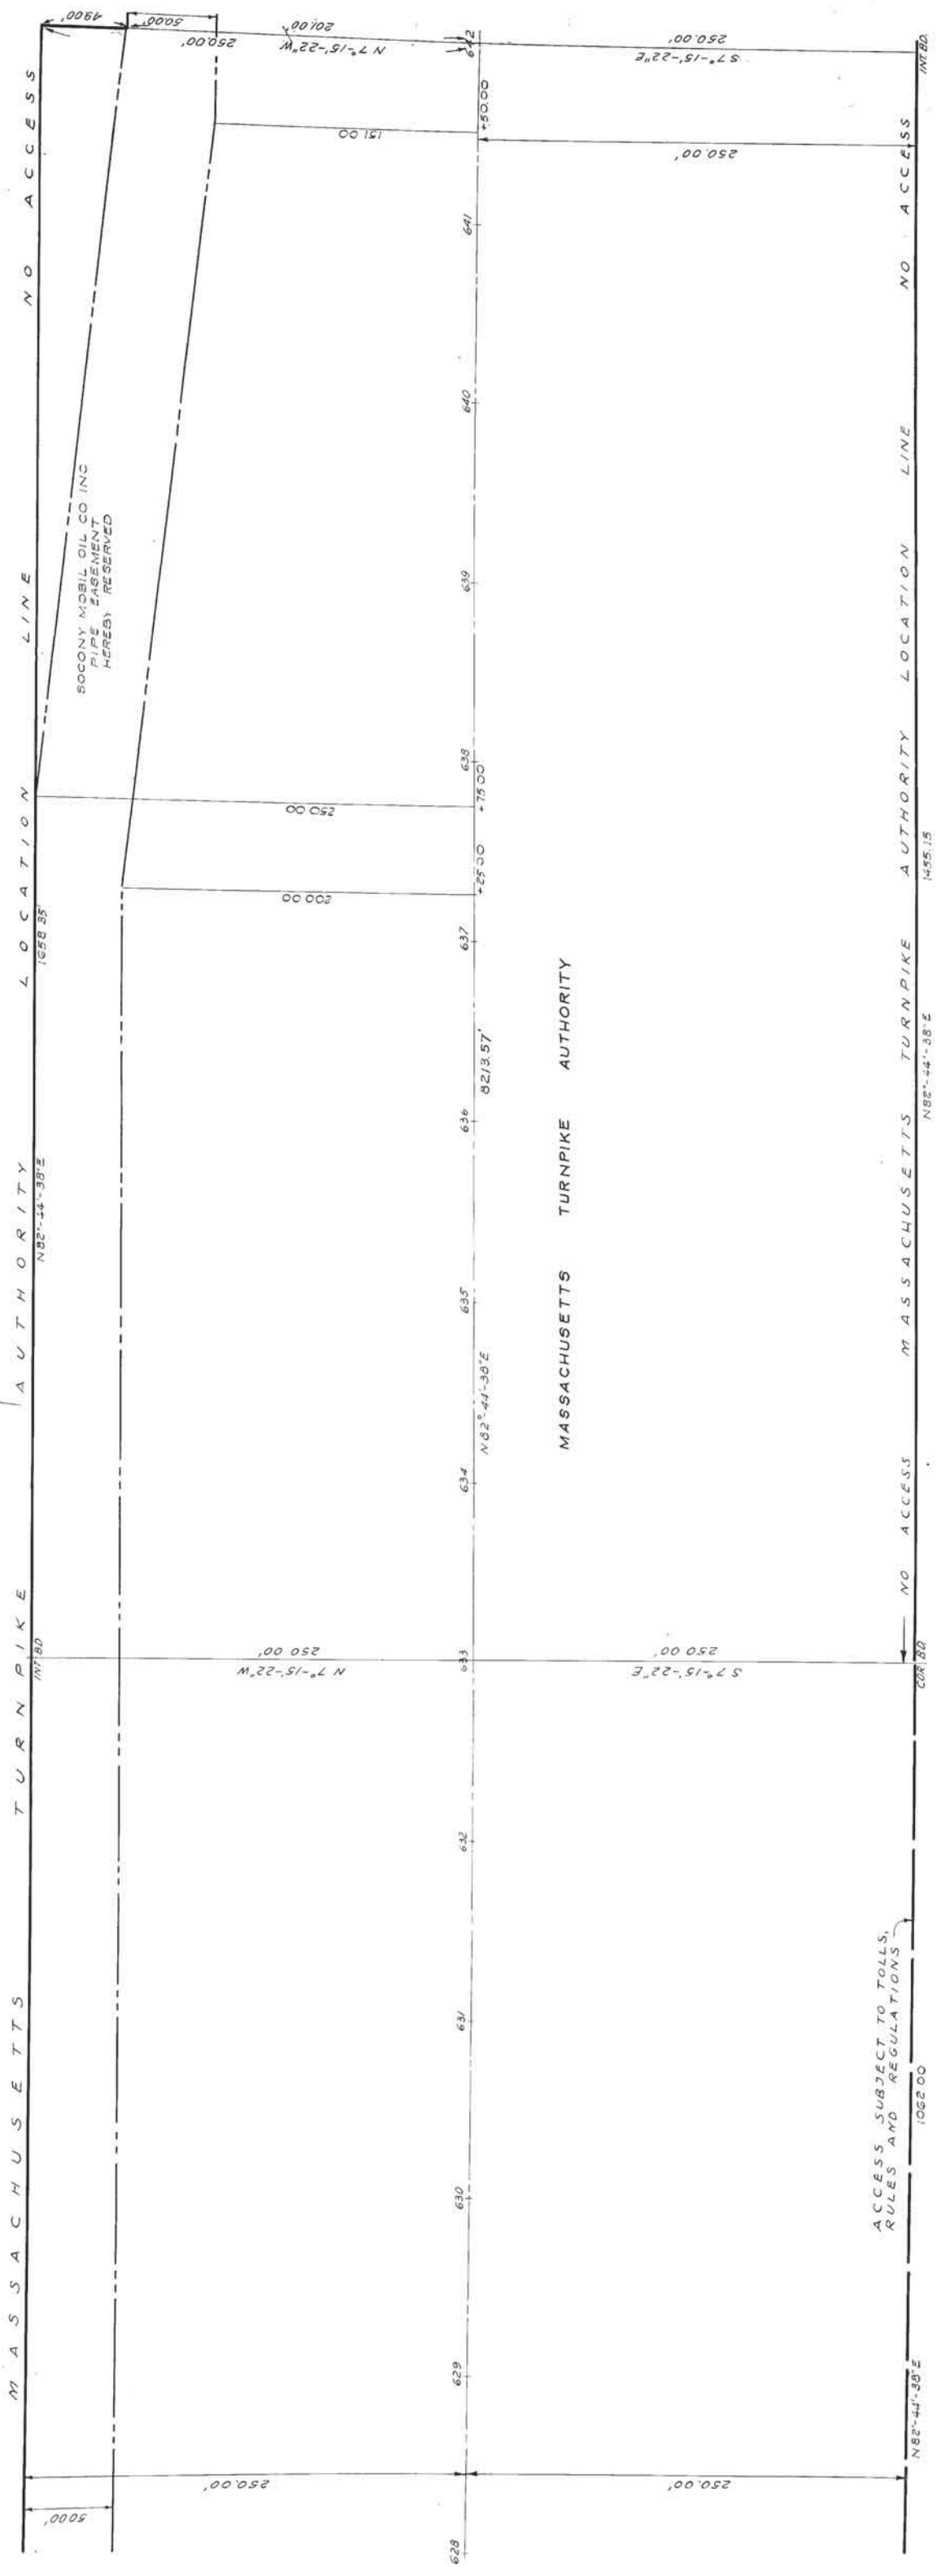 MASSACHUSETTS TURNPIKE AUTHORITY LOCATION LINE NO ACCESS
INT BD
N82°-44'-38"E
1658 35'
49.00'
50.00'
SOCONY MOBIL OIL CO INC
PIPE EASEMENT
HEREBY RESERVED
50.00'
250.00'
250.00'
N 7°-15'-22"W
200.00
250.00
151.00
250.00'
201.00'
N 7°-15'-22"W
628
629
630
631
632
633
634
635
636
637
+25.00
+75.00
638
639
640
641
+50.00
642
N82°-44'-38"E
8213.57'
MASSACHUSETTS TURNPIKE AUTHORITY
250.00'
250.00'
S 7°-15'-22"E
250.00'
250.00'
S 7°-15'-22"E
ACCESS SUBJECT TO TOLLS,
RULES AND REGULATIONS
NO ACCESS MASSACHUSETTS TURNPIKE AUTHORITY LOCATION LINE NO ACCESS
N82°-44'-38"E
1062 00
COR. BD.
N82°-44'-38"E
1455.15
INT BD.